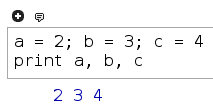 a = 2; b = 3; c = 4
print a, b, c
2 3 4